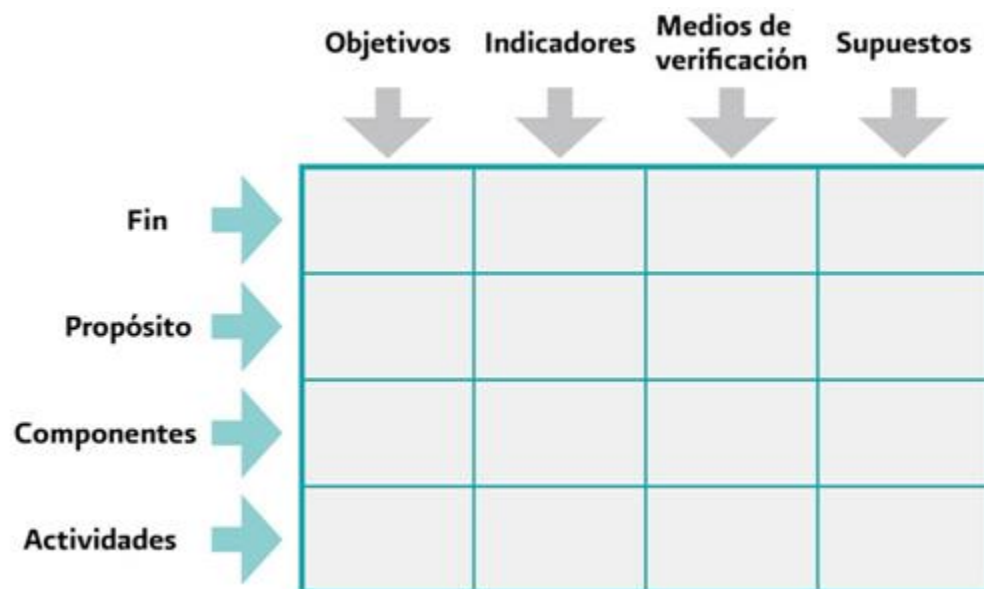 Objetivos
Indicadores
Medios de
verificación
Supuestos
Fin
Propósito
Componentes
Actividades